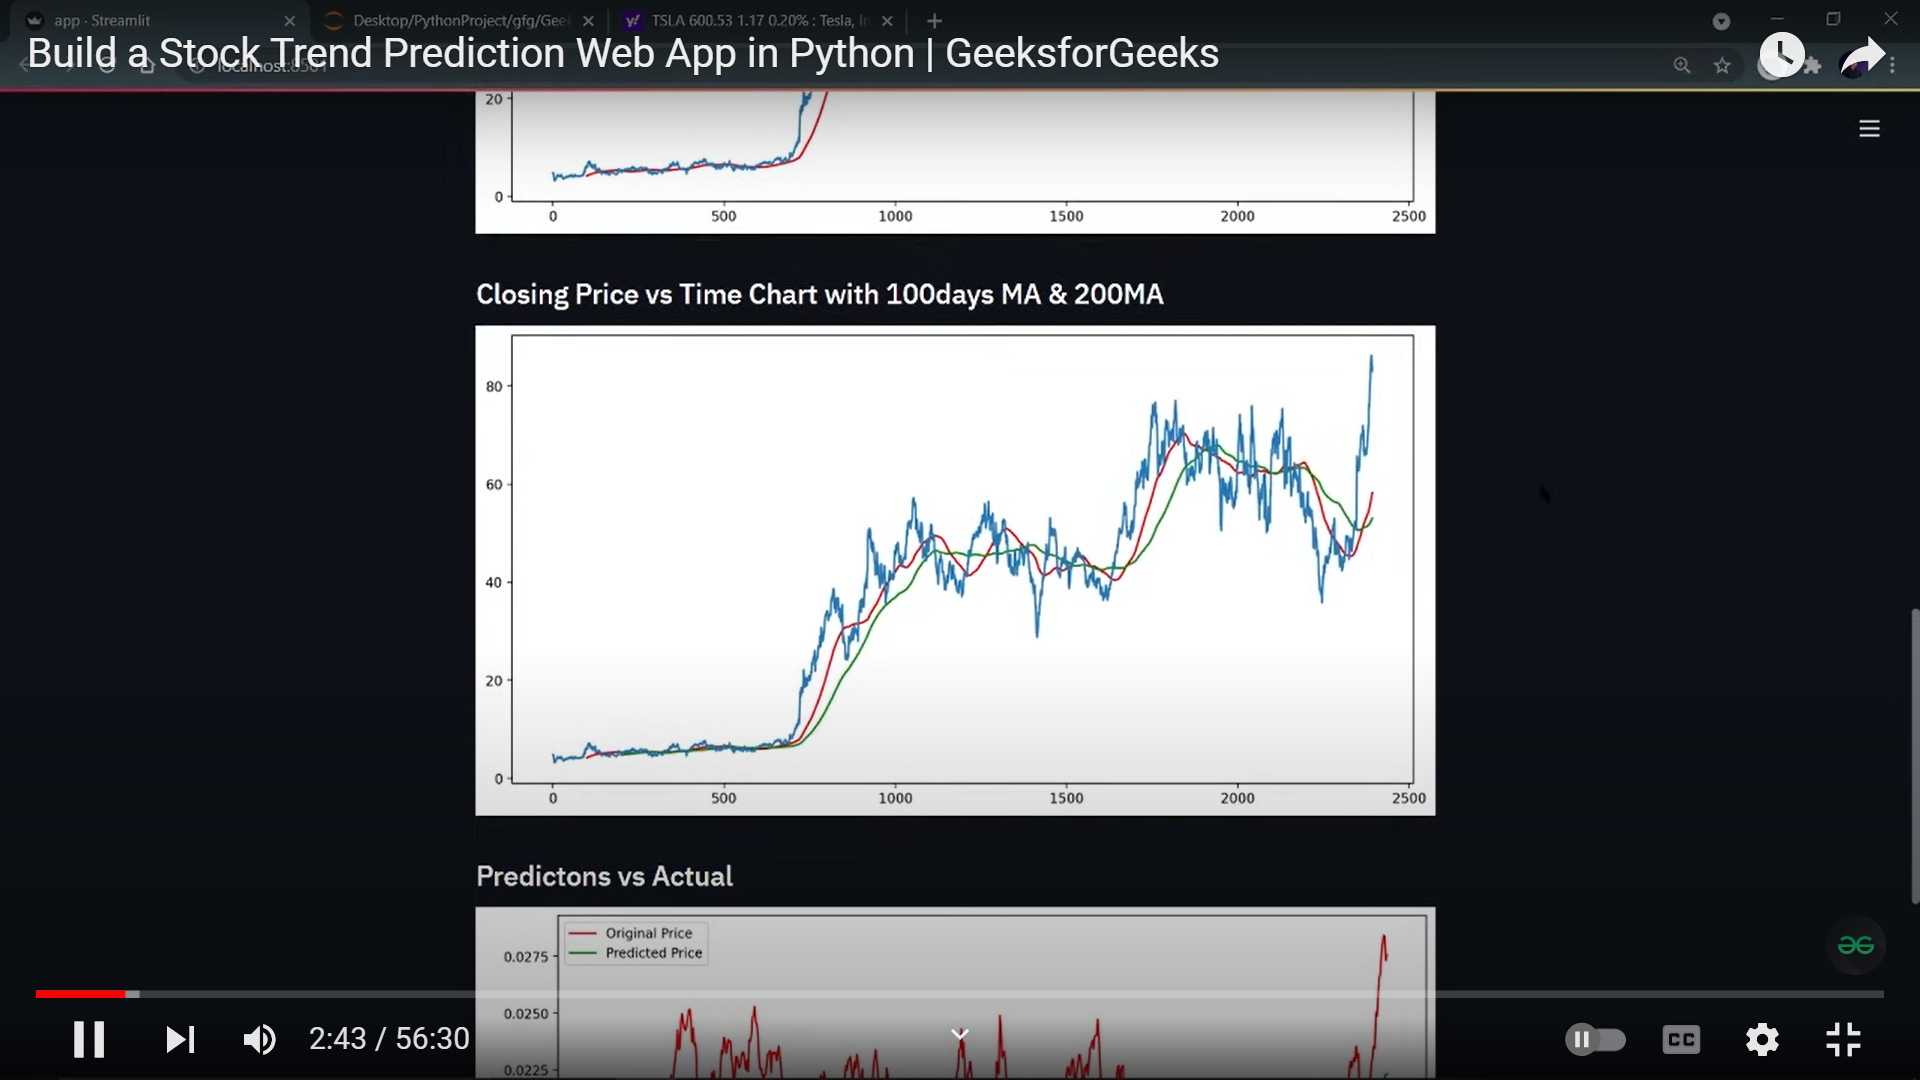 app · Streamlit
Desktop/PythonProject/gfg/Geek
TSLA 600.53 1.17 0.20% : Tesla, In
Build a Stock Trend Prediction Web App in Python | GeeksforGeeks
localhost:8501
20
0
0 500 1000 1500 2000 2500
Closing Price vs Time Chart with 100days MA & 200MA
80
60
40
20
0
0 500 1000 1500 2000 2500
Predictons vs Actual
Original Price
Predicted Price
0.0275
0.0250
0.0225
2:43 / 56:30
CC